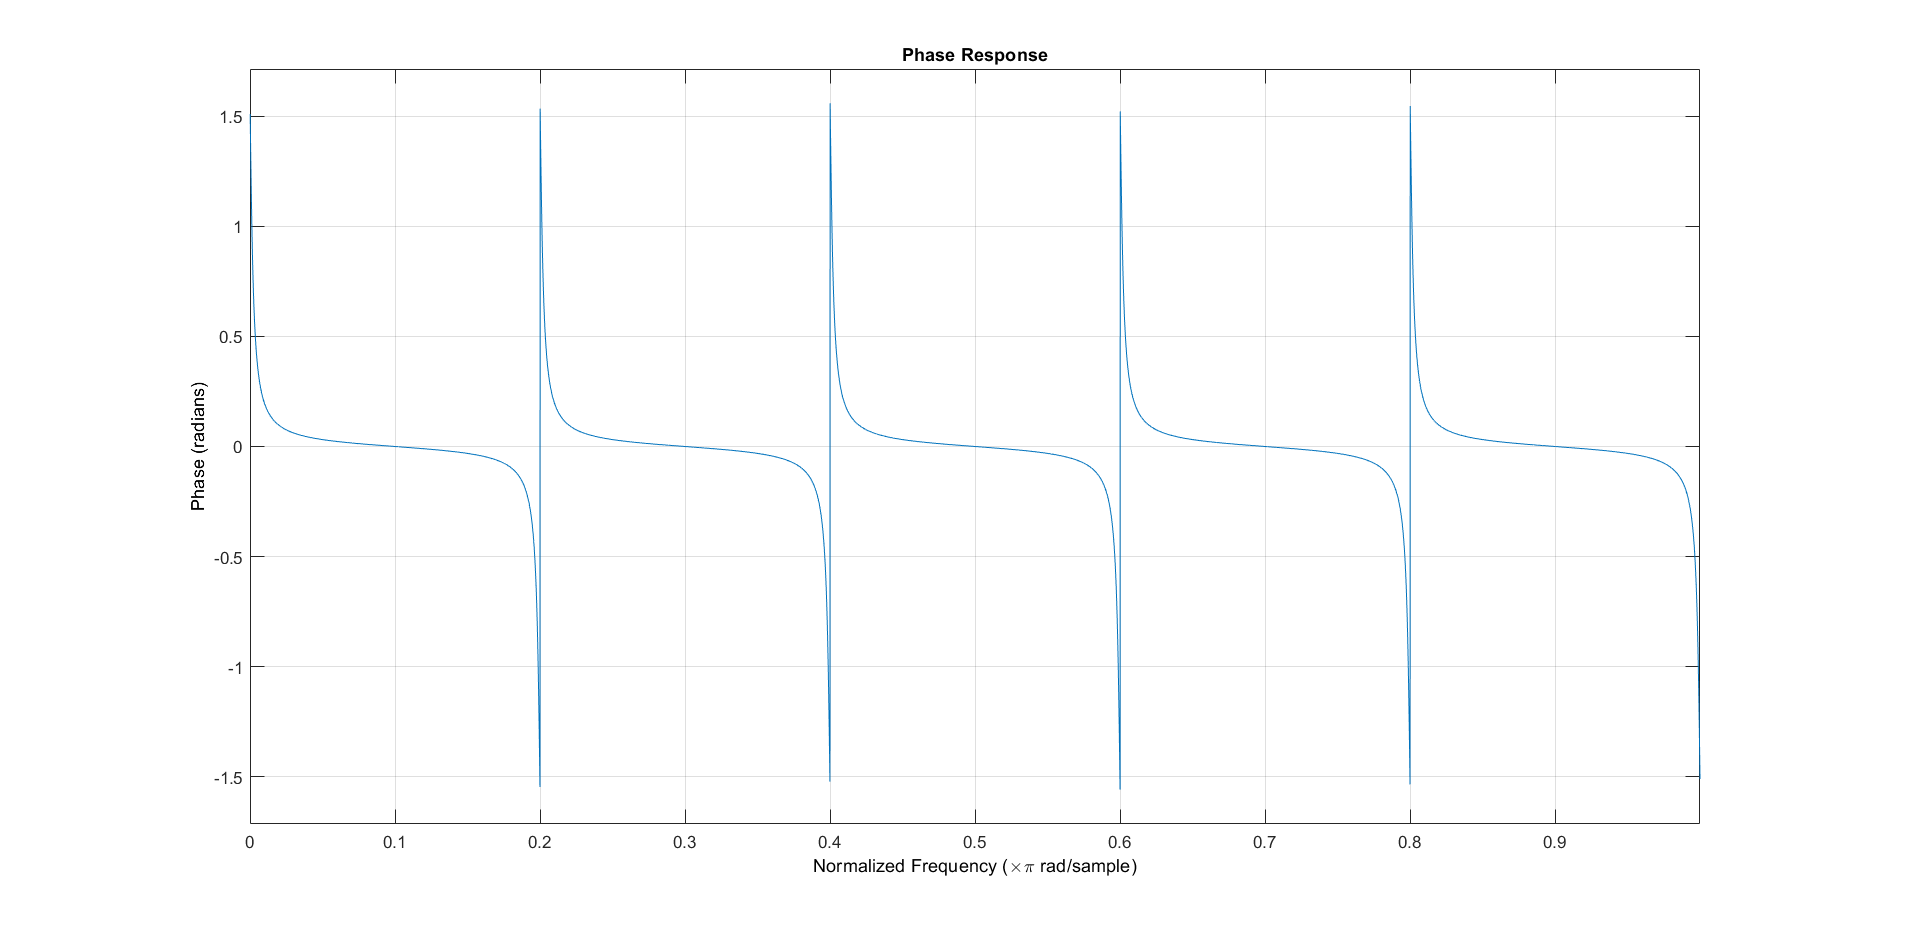 Phase Response
1.5
1
0.5
0
-0.5
-1
-1.5
Phase (radians)
0 0.1 0.2 0.3 0.4 0.5 0.6 0.7 0.8 0.9
Normalized Frequency (×π rad/sample)